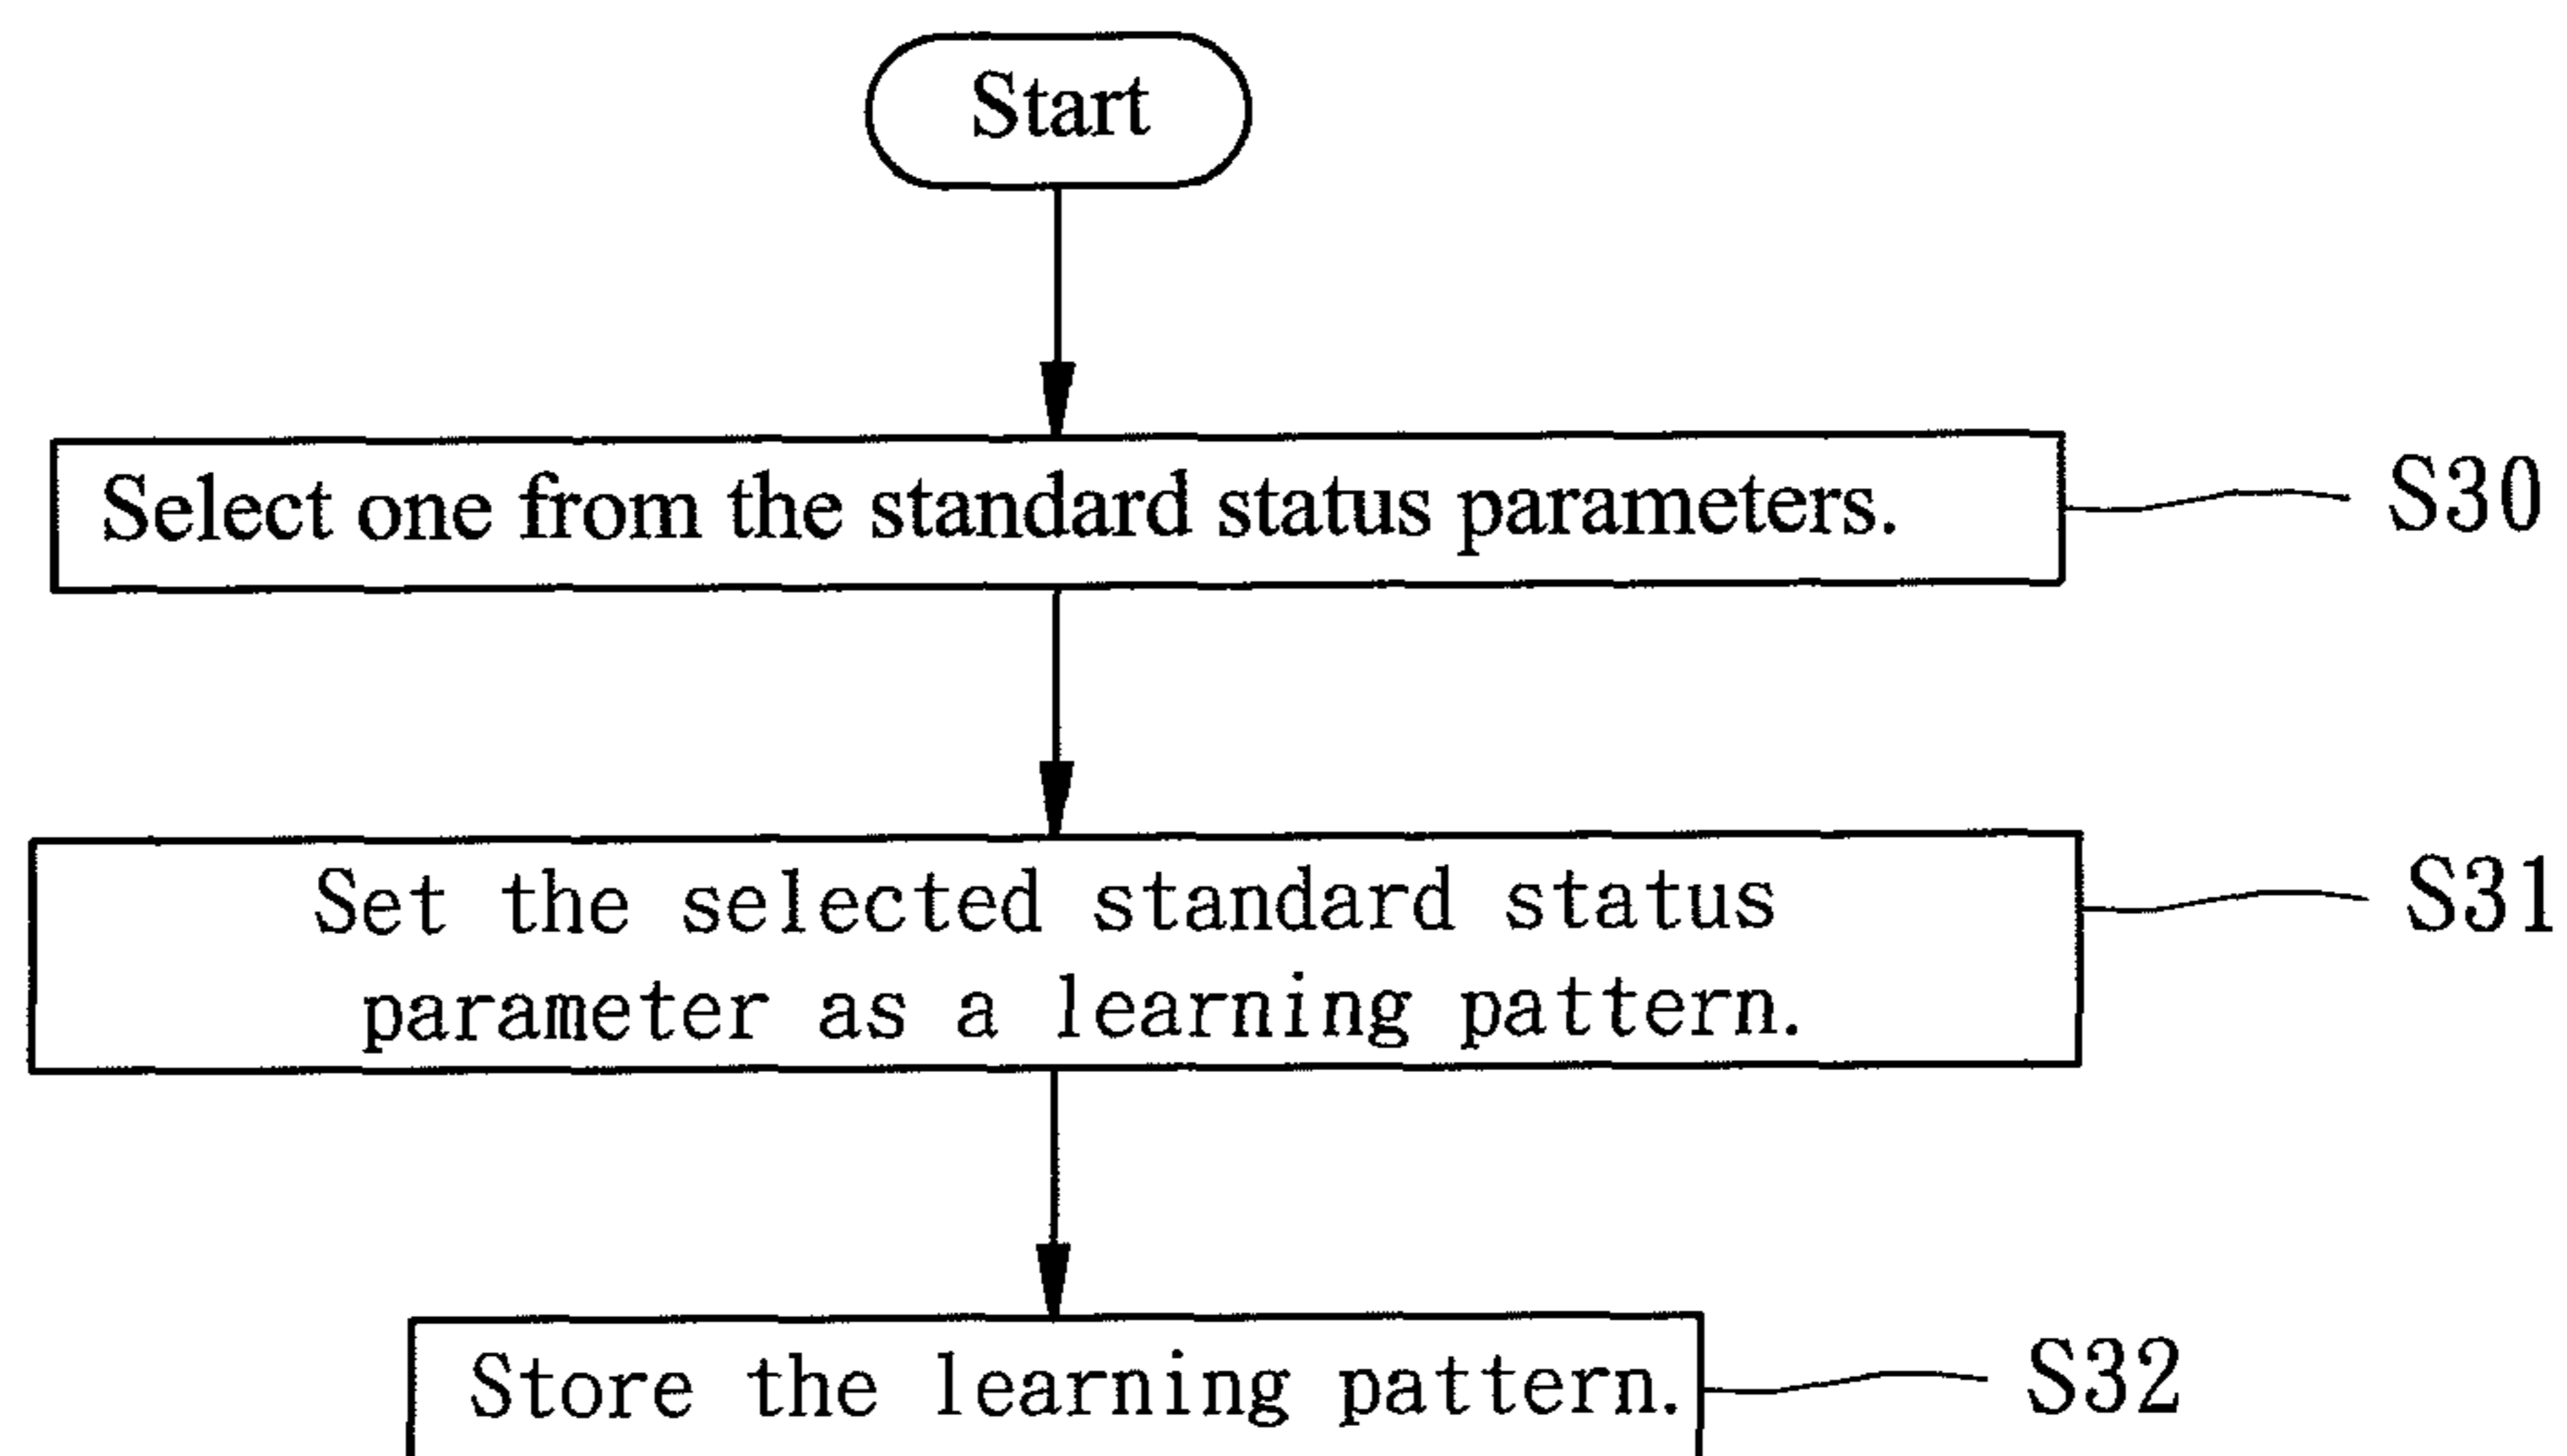 Start
Select one from the standard status parameters.
S30
Set the selected standard status
parameter as a learning pattern.
S31
Store the learning pattern.
S32